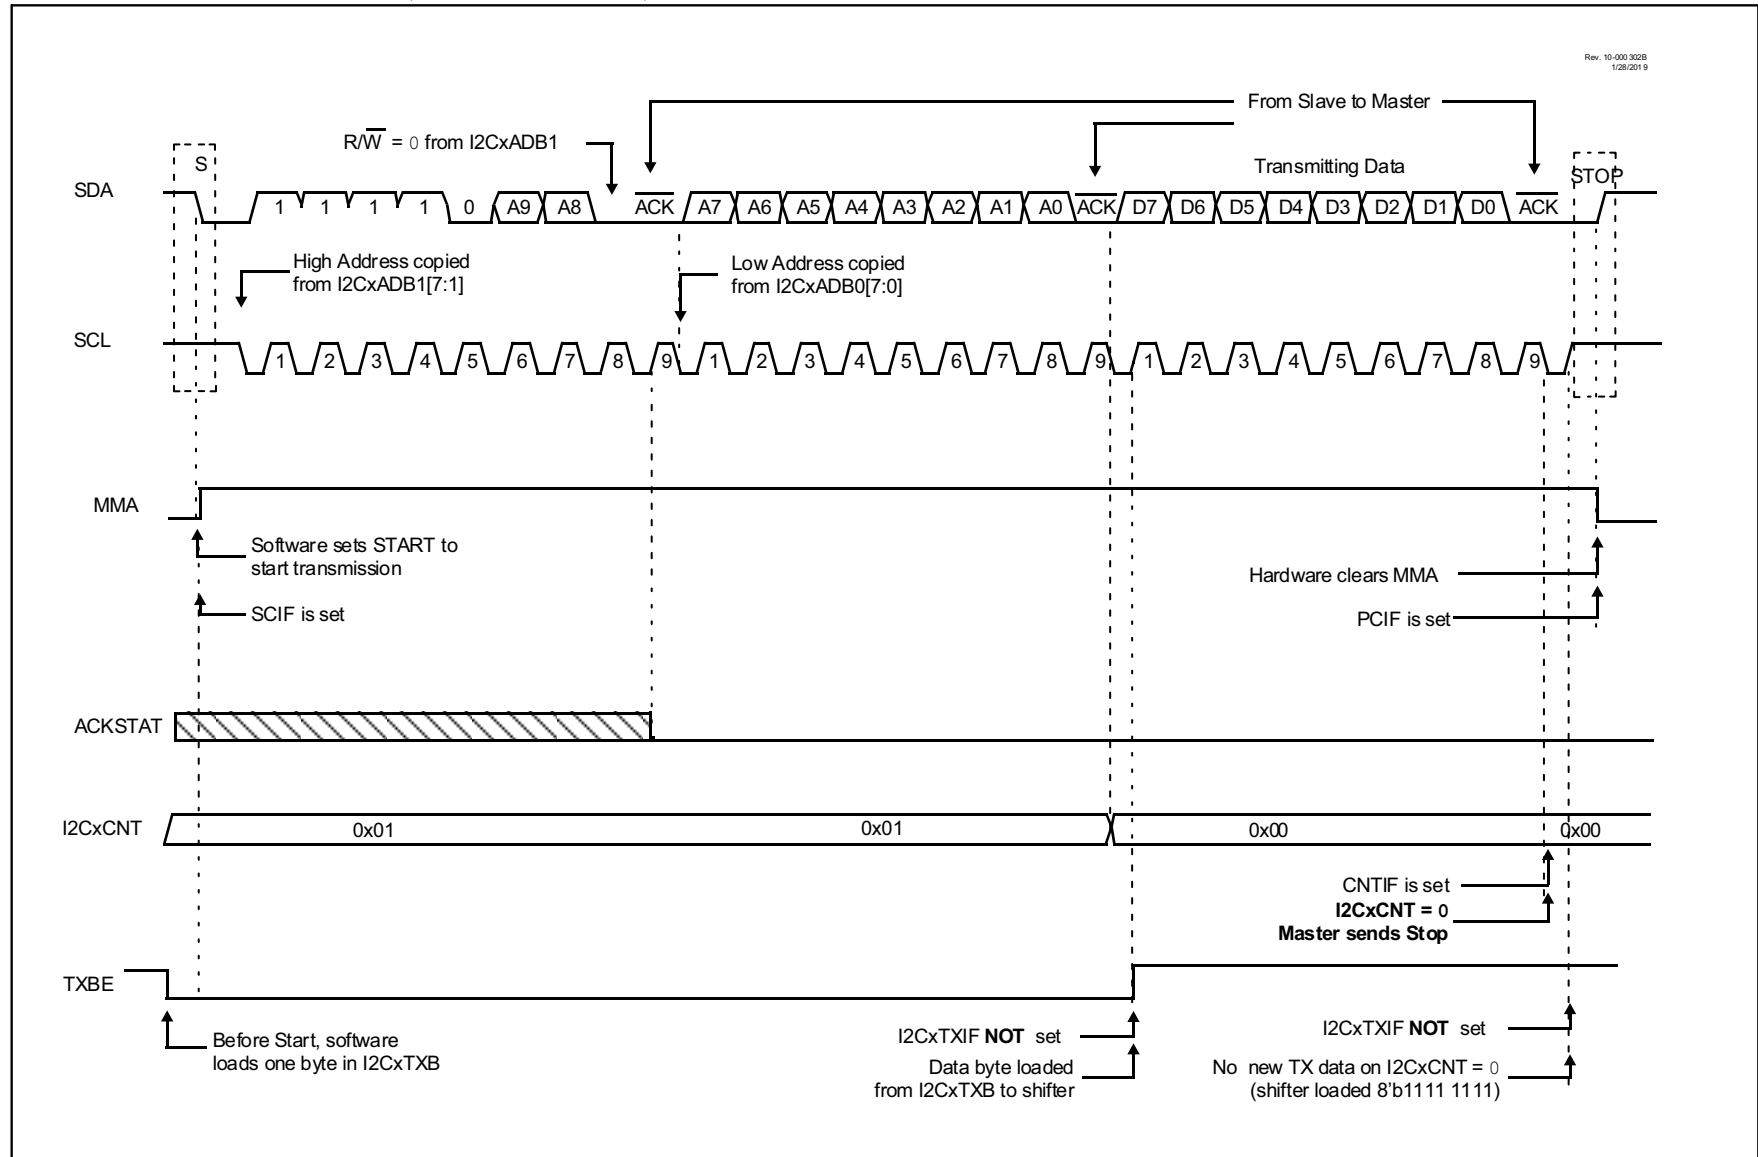 Rev. 10-000302B
1/28/2019
From Slave to Master
R/W = 0 from I2CxADB1
S
Transmitting Data
STOP
SDA
1 1 1 1 0 A9 A8 ACK A7 A6 A5 A4 A3 A2 A1 A0 ACK D7 D6 D5 D4 D3 D2 D1 D0 ACK
High Address copied
from I2CxADB1[7:1]
Low Address copied
from I2CxADB0[7:0]
SCL
1 2 3 4 5 6 7 8 9 1 2 3 4 5 6 7 8 9 1 2 3 4 5 6 7 8 9
MMA
Software sets START to
start transmission
SCIF is set
Hardware clears MMA
PCIF is set
ACKSTAT
I2CxCNT
0x01 0x01 0x00 0x00
CNTIF is set
I2CxCNT = 0
Master sends Stop
TXBE
Before Start, software
loads one byte in I2CxTXB
I2CxTXIF NOT set
Data byte loaded
from I2CxTXB to shifter
I2CxTXIF NOT set
No new TX data on I2CxCNT = 0
(shifter loaded 8'b1111 1111)